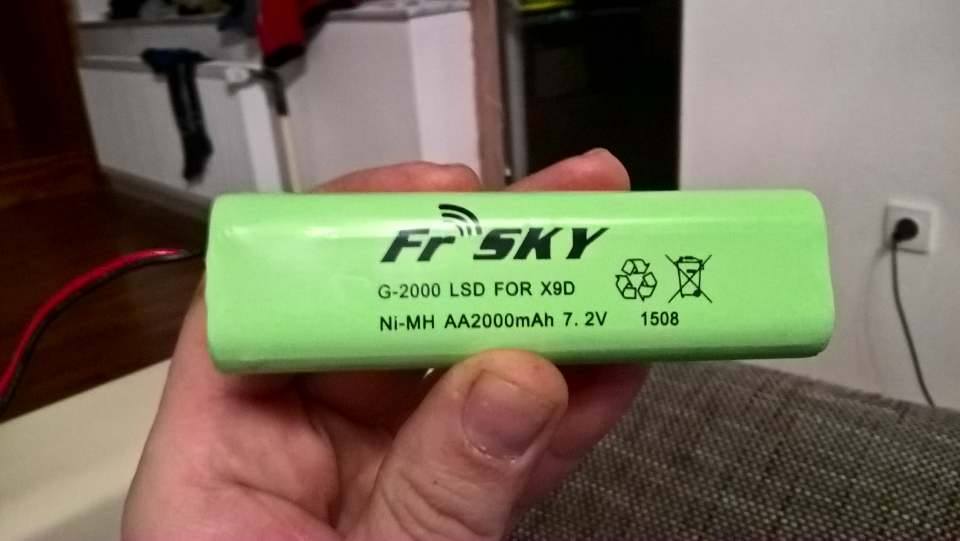 FrSKY
G-2000 LSD FOR X9D
Ni-MH AA2000mAh 7.2V 1508